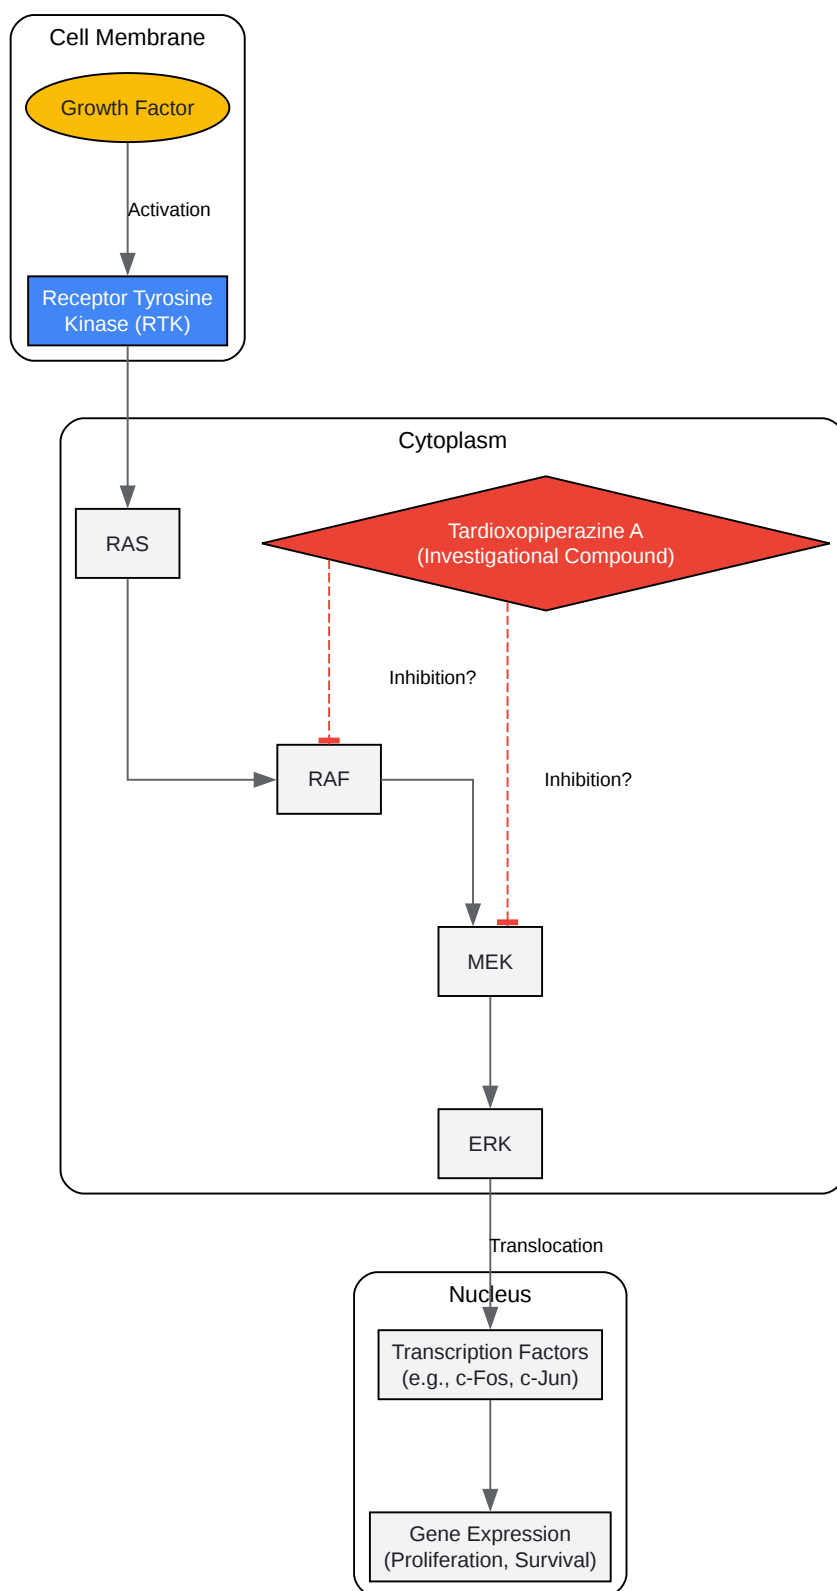 Cell Membrane
Growth Factor
Activation
Receptor Tyrosine
Kinase (RTK)
Cytoplasm
RAS
Tardioxopiperazine A
(Investigational Compound)
Inhibition?
RAF
Inhibition?
MEK
ERK
Translocation
Nucleus
Transcription Factors
(e.g., c-Fos, c-Jun)
Gene Expression
(Proliferation, Survival)